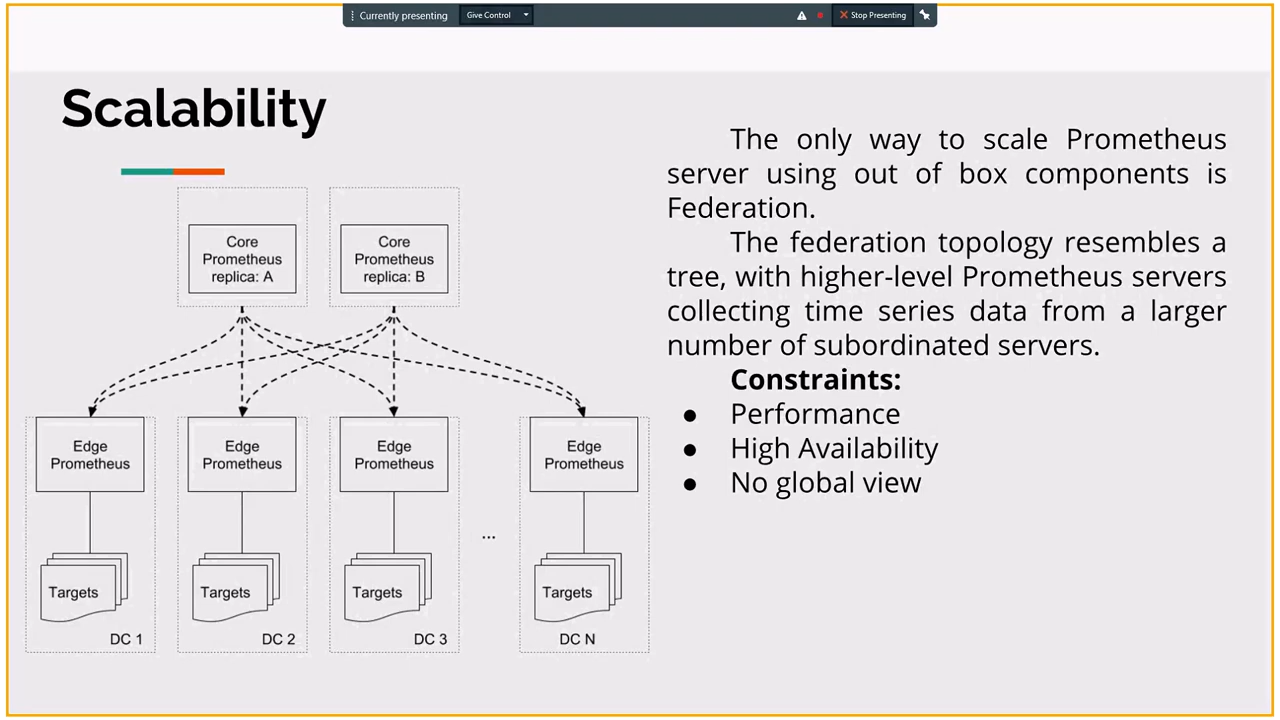 Currently presenting
Give Control
Stop Presenting
Scalability
Core
Prometheus
replica: A
Core
Prometheus
replica: B
Edge
Prometheus
Edge
Prometheus
Edge
Prometheus
Edge
Prometheus
...
Targets
Targets
Targets
Targets
DC 1
DC 2
DC 3
DC N
The only way to scale Prometheus
server using out of box components is
Federation.
The federation topology resembles a
tree, with higher-level Prometheus servers
collecting time series data from a larger
number of subordinated servers.
Constraints:
● Performance
● High Availability
● No global view